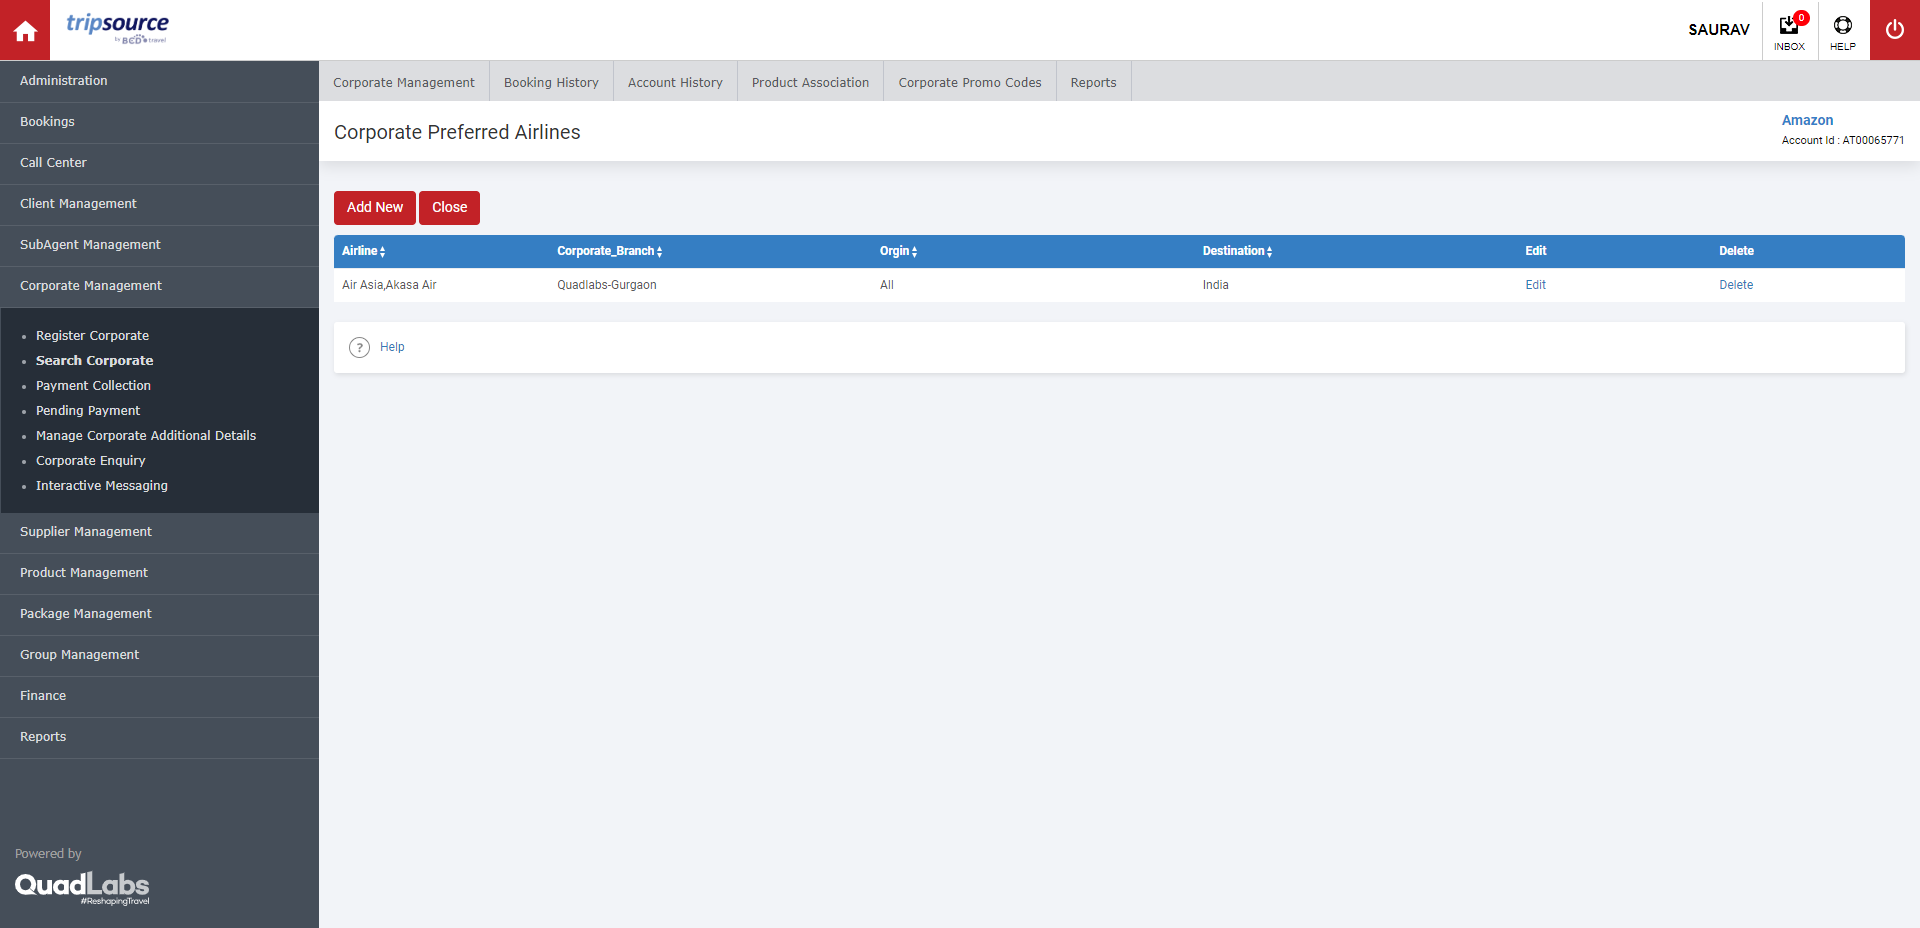 tripsource
by BCD travel
SAURAV
0
INBOX
HELP
Administration
Bookings
Call Center
Client Management
SubAgent Management
Corporate Management
Register Corporate
Search Corporate
Payment Collection
Pending Payment
Manage Corporate Additional Details
Corporate Enquiry
Interactive Messaging
Supplier Management
Product Management
Package Management
Group Management
Finance
Reports
Powered by
QuadLabs
#ReshapingTravel
Corporate Management Booking History Account History Product Association Corporate Promo Codes Reports
Corporate Preferred Airlines
Amazon
Account Id : AT00065771
Add New Close
Airline Corporate_Branch Orgin Destination Edit Delete
Air Asia,Akasa Air Quadlabs-Gurgaon All India Edit Delete
? Help